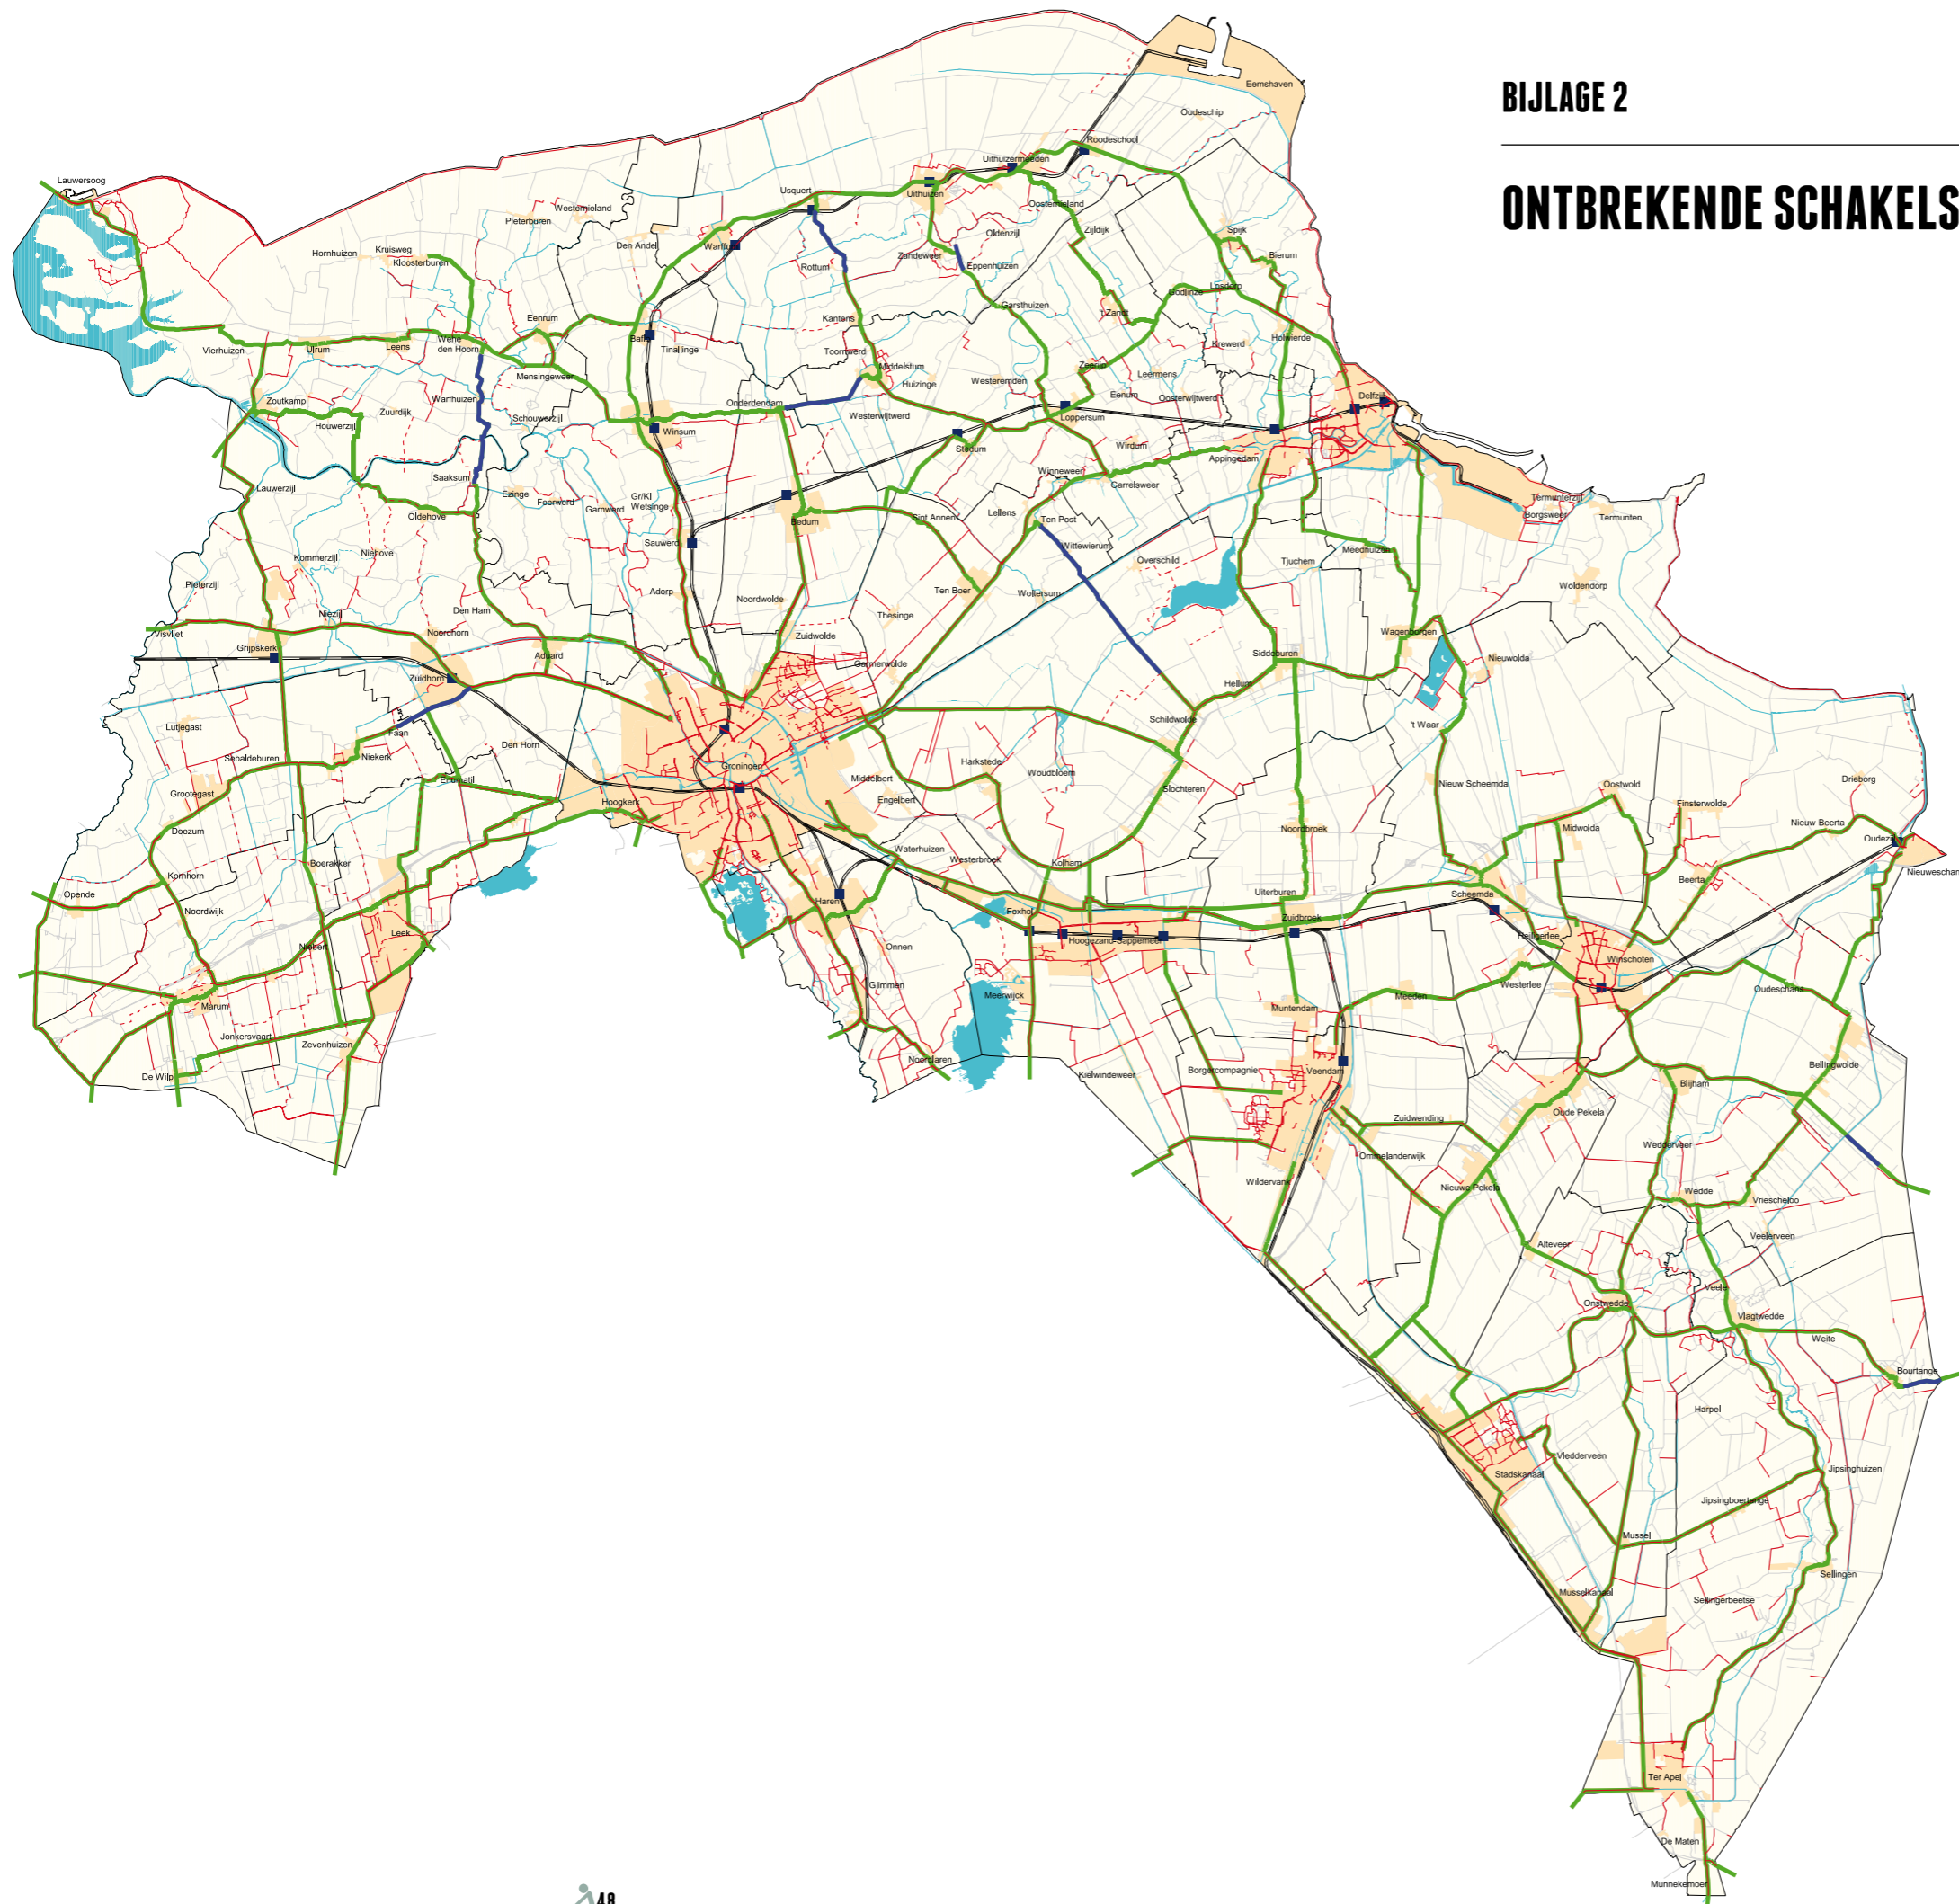 BIJLAGE 2
ONTBREKENDE SCHAKELS
Eemshaven
Oudeschip
Roodeschool
Uithuizermeeden
Lauwersoog
Usquert
Uithuizen
Oosternieland
Westernieland
Pieterburen
Den Andel
Warffum
Oldenzijl
Zijldijk
Spijk
Bierum
Hornhuizen
Kruisweg
Kloosterburen
Rottum
Zandeweer
Eppenhuizen
Godlinze
Losdorp
Garsthuizen
't Zandt
Eenrum
Kantens
Holwierde
Krewerd
Vierhuizen
Ulrum
Leens
Wehe
den Hoorn
Baflo
Tinallinge
Toornwerd
Middelstum
Huizinge
Westeremden
Zeerijp
Leermens
Mensingeweer
Eenum
Oosterwijtwerd
Delfzijl
Zoutkamp
Zuurdijk
Warfhuizen
Onderdendam
Westerwijtwerd
Loppersum
Houwerzijl
Schouwerzijl
Winsum
Stedum
Wirdum
Appingedam
Winneweer
Garrelsweer
Saaksum
Lauwerzijl
Ezinge
Feerwerd
Garnwerd
Gr/Kl
Wetsinge
Termunterzijl
Borgsweer
Termunten
Oldehove
Bedum
Sint Annen
Lellens
Ten Post
Sauwerd
Wittewierum
Meedhuizen
Kommerzijl
Niehove
Overschild
Tjuchem
Pieterzijl
Adorp
Noordwolde
Ten Boer
Woltersum
Woldendorp
Niezijl
Den Ham
Thesinge
Visvliet
Noordhorn
Zuidwolde
Wagenborgen
Grijpskerk
Aduard
Garmerwolde
Siddeburen
Nieuwolda
Zuidhorn
Hellum
Lutjegast
Faan
Schildwolde
't Waar
Den Horn
Sebaldeburen
Niekerk
Groningen
Harkstede
Woudbloem
Enumatil
Middelbert
Slochteren
Nieuw Scheemda
Oostwold
Drieborg
Grootegast
Hoogkerk
Engelbert
Finsterwolde
Doezum
Noordbroek
Midwolda
Nieuw-Beerta
Boerakker
Waterhuizen
Westerbroek
Kolham
Oudezijl
Kornhorn
Beerta
Opende
Uiterburen
Scheemda
Noordwijk
Haren
Foxhol
Zuidbroek
Leek
Niebert
Onnen
Hoogezand-Sappemeer
Heiligerlee
Winschoten
Glimmen
Meerwijck
Meeden
Westerlee
Oudeschans
Marum
Muntendam
Jonkersvaart
Zevenhuizen
Noordlaren
Kielwindeweer
Borgercompagnie
Veendam
Bellingwolde
De Wilp
Blijham
Zuidwending
Oude Pekela
Wedderveer
Ommelanderwijk
Wildervank
Nieuwe Pekela
Wedde
Vriescheloo
Alteveer
Veelerveen
Veele
Onstwedde
Vlagtwedde
Weite
Bourtange
Harpel
Vledderveen
Jipsinghuizen
Stadskanaal
Jipsingboertange
Mussel
Sellingen
Musselkanaal
Sellingerbeetse
Ter Apel
De Maten
Munnekemoer
48